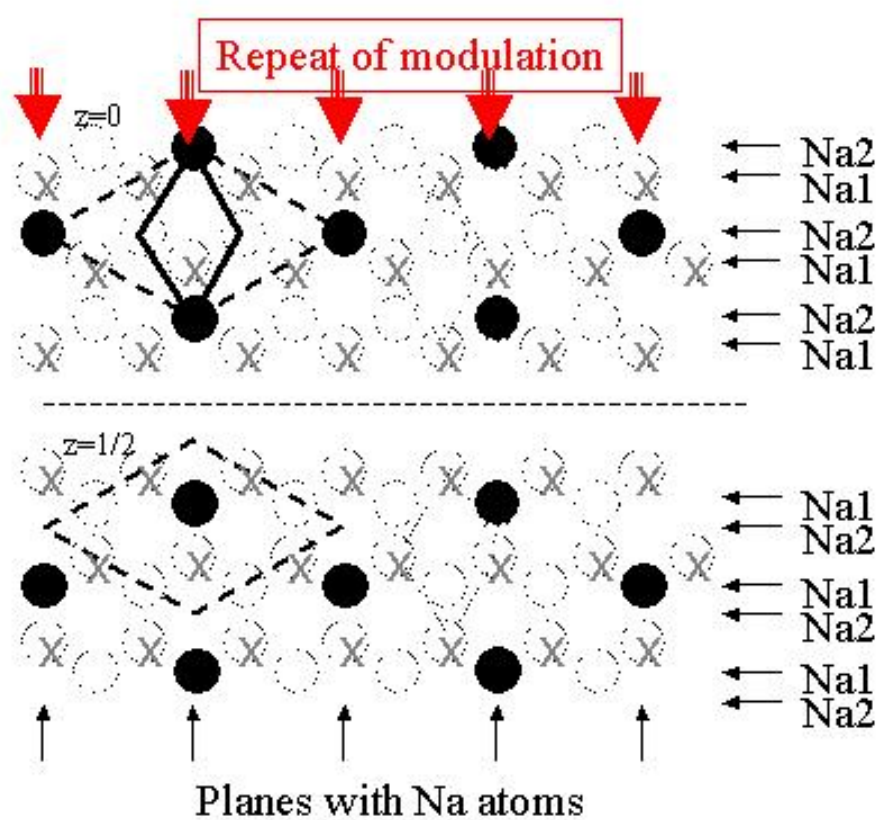 Repeat of modulation
z=0
Na2
Na1
Na2
Na1
Na2
Na1
z=1/2
Na1
Na2
Na1
Na2
Na1
Na2
Planes with Na atoms